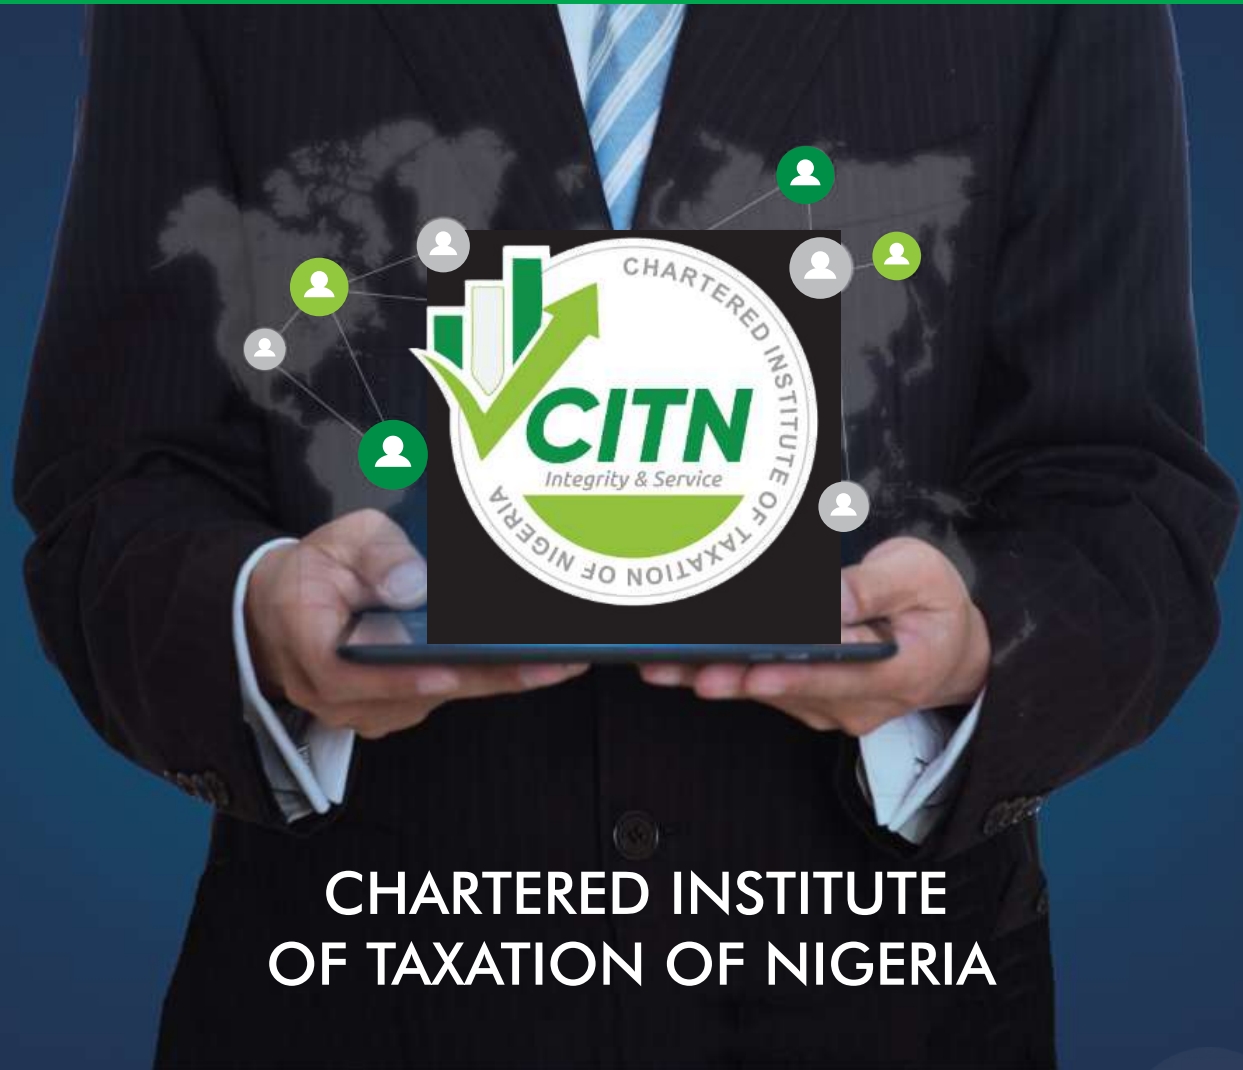 CHARTERED INSTITUTE OF TAXATION OF NIGERIA
CITN
Integrity & Service
CHARTERED INSTITUTE
OF TAXATION OF NIGERIA